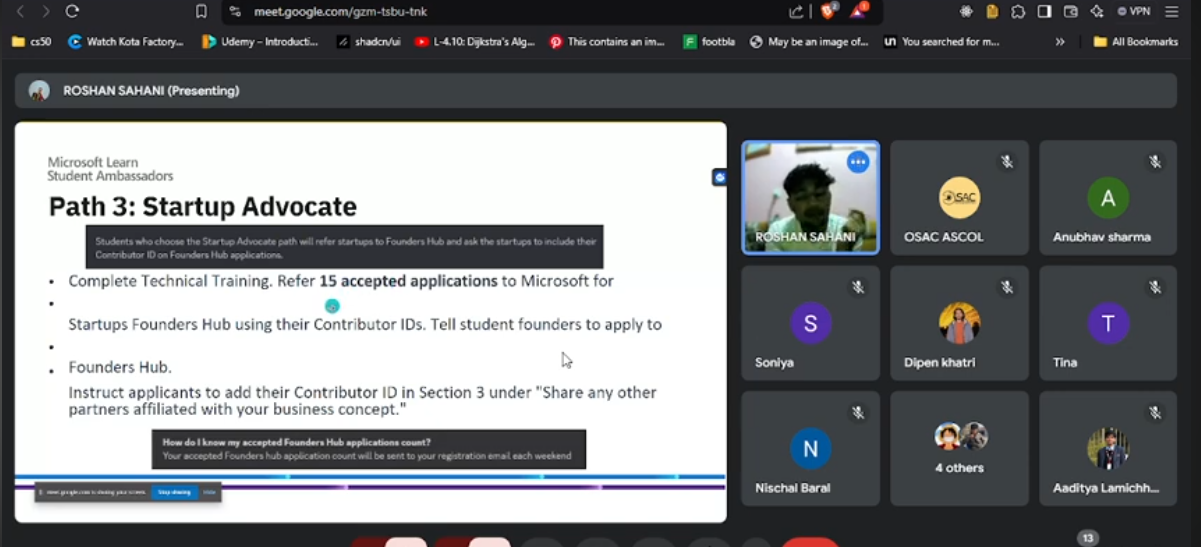 meet.google.com/gzm-tsbu-tnk
VPN
cs50
Watch Kota Factory...
Udemy – Introducti...
shadcn/ui
L-4.10: Dijkstra's Alg...
This contains an im...
footbla
May be an image of...
You searched for m...
All Bookmarks
ROSHAN SAHANI (Presenting)
Microsoft Learn
Student Ambassadors
Path 3: Startup Advocate
Students who choose the Startup Advocate path will refer startups to Founders Hub and ask the startups to include their
Contributor ID on Founders Hub applications.
• Complete Technical Training. Refer 15 accepted applications to Microsoft for
•
Startups Founders Hub using their Contributor IDs. Tell student founders to apply to
•
• Founders Hub.
Instruct applicants to add their Contributor ID in Section 3 under "Share any other
partners affiliated with your business concept."
How do I know my accepted Founders Hub applications count?
Your accepted Founders hub application count will be sent to your registration email each weekend
meet.google.com is sharing your screen.
Stop sharing
Hide
ROSHAN SAHANI
OSAC
OSAC ASCOL
A
Anubhav sharma
S
Soniya
Dipen khatri
T
Tina
N
Nischal Baral
4 others
Aaditya Lamichh...
13